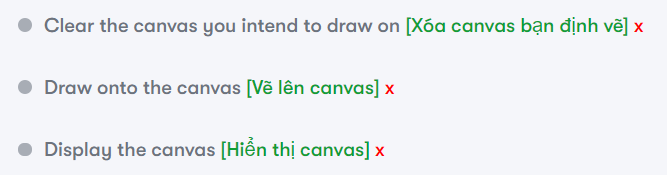 Clear the canvas you intend to draw on [Xóa canvas bạn định vẽ] x
Draw onto the canvas [Vẽ lên canvas] x
Display the canvas [Hiển thị canvas] x